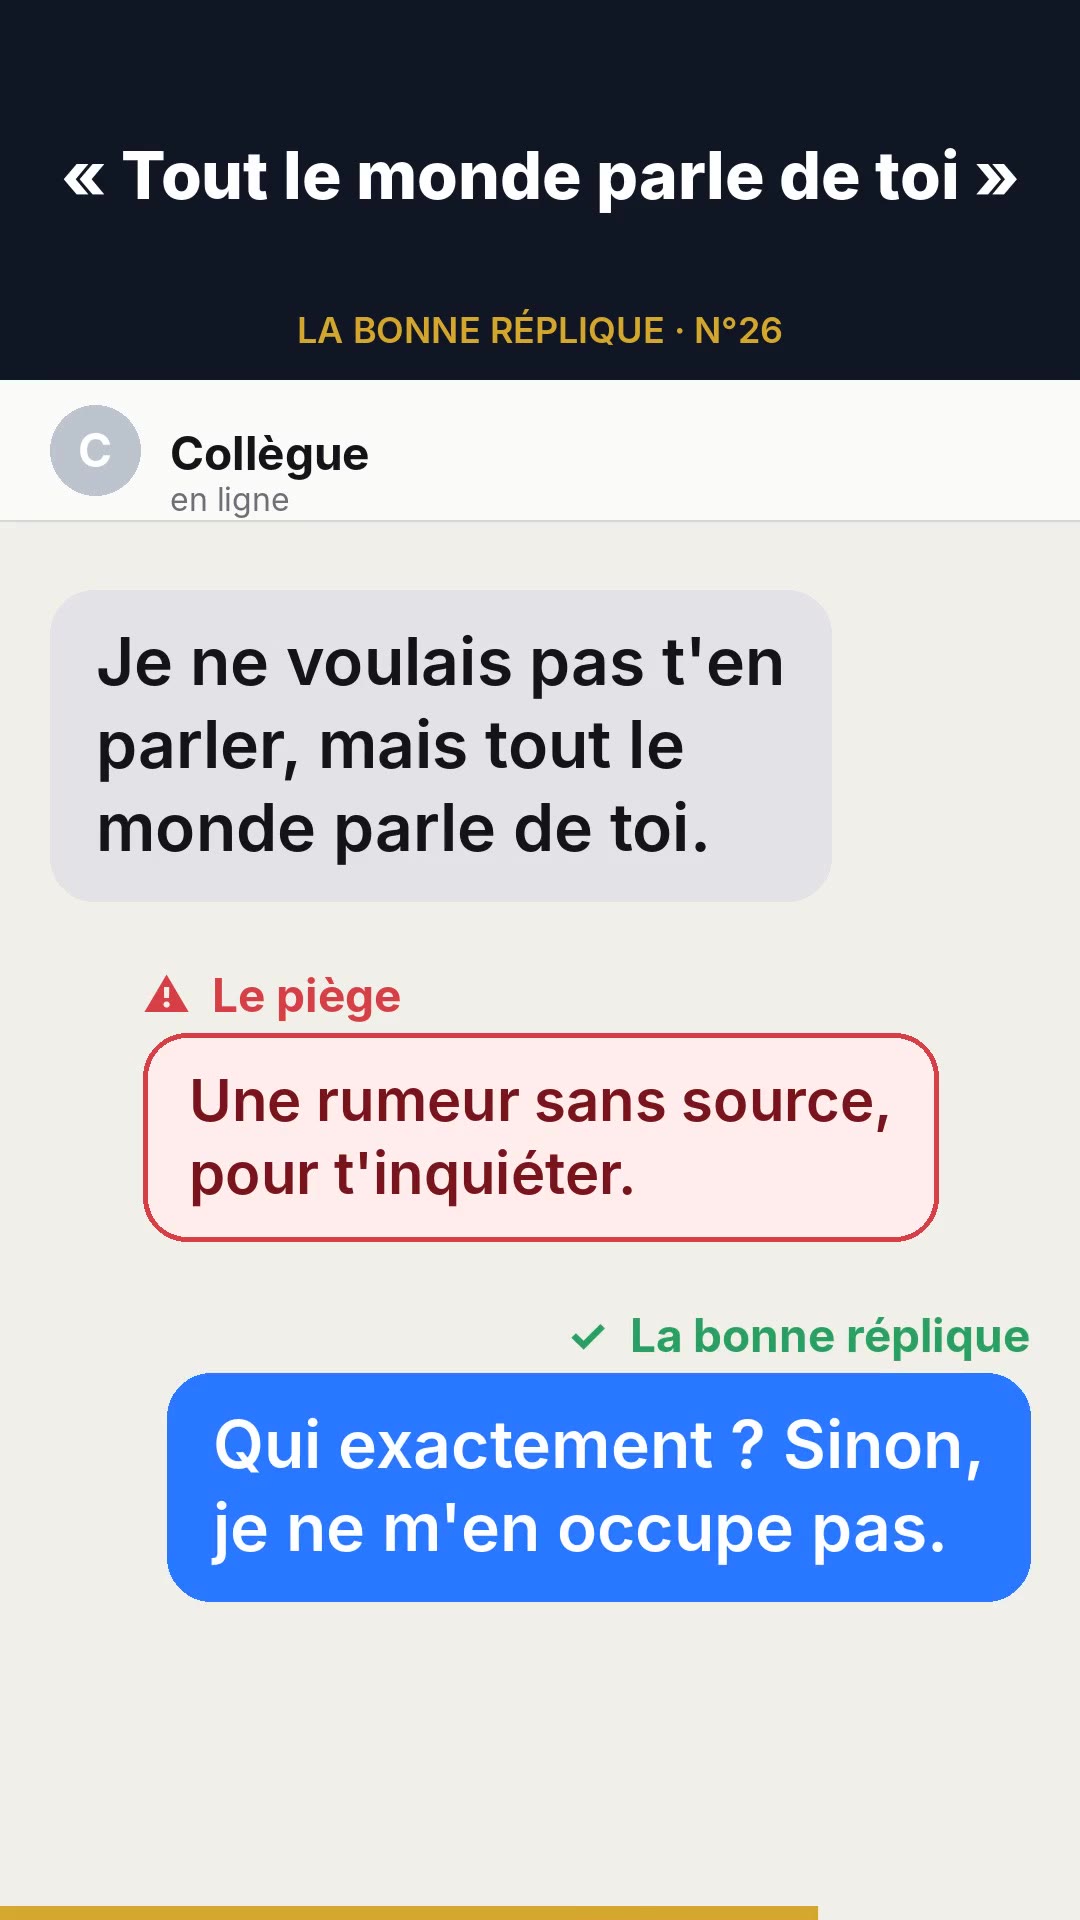 « Tout le monde parle de toi »
LA BONNE RÉPLIQUE · N°26
C
Collègue
en ligne
Je ne voulais pas t'en
parler, mais tout le
monde parle de toi.
Le piège
Une rumeur sans source,
pour t'inquiéter.
La bonne réplique
Qui exactement ? Sinon,
je ne m'en occupe pas.